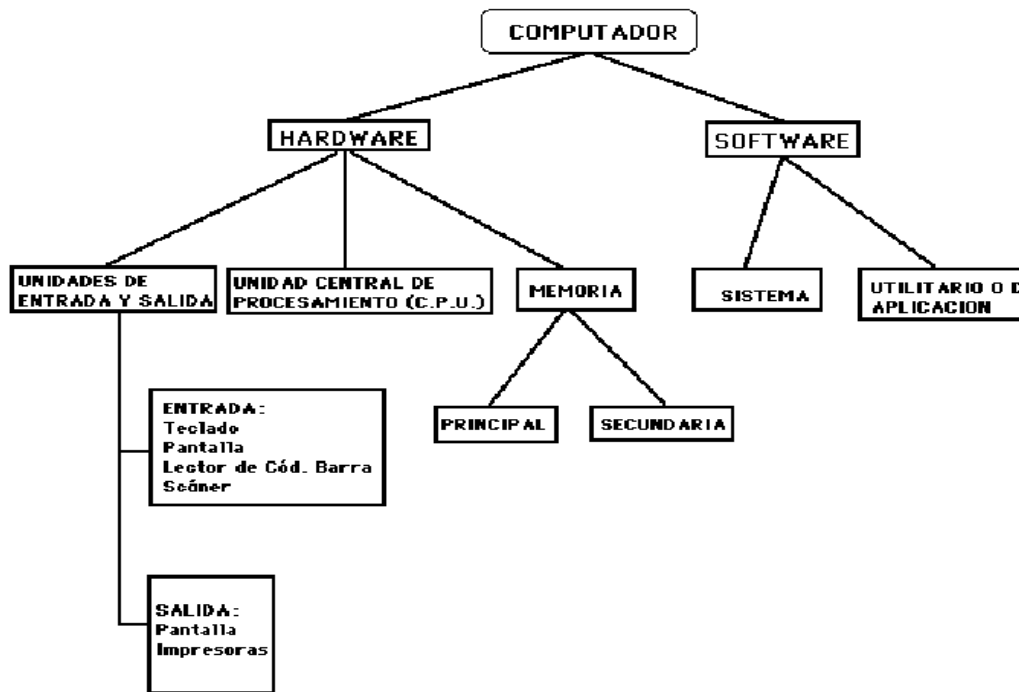 COMPUTADOR
HARDWARE
SOFTWARE
UNIDADES DE
ENTRADA Y SALIDA
UNIDAD CENTRAL DE
PROCESAMIENTO (C.P.U.)
MEMORIA
SISTEMA
UTILITARIO O D
APLICACION
PRINCIPAL
SECUNDARIA
ENTRADA:
Teclado
Pantalla
Lector de Cód. Barra
Scáner
SALIDA:
Pantalla
Impresoras